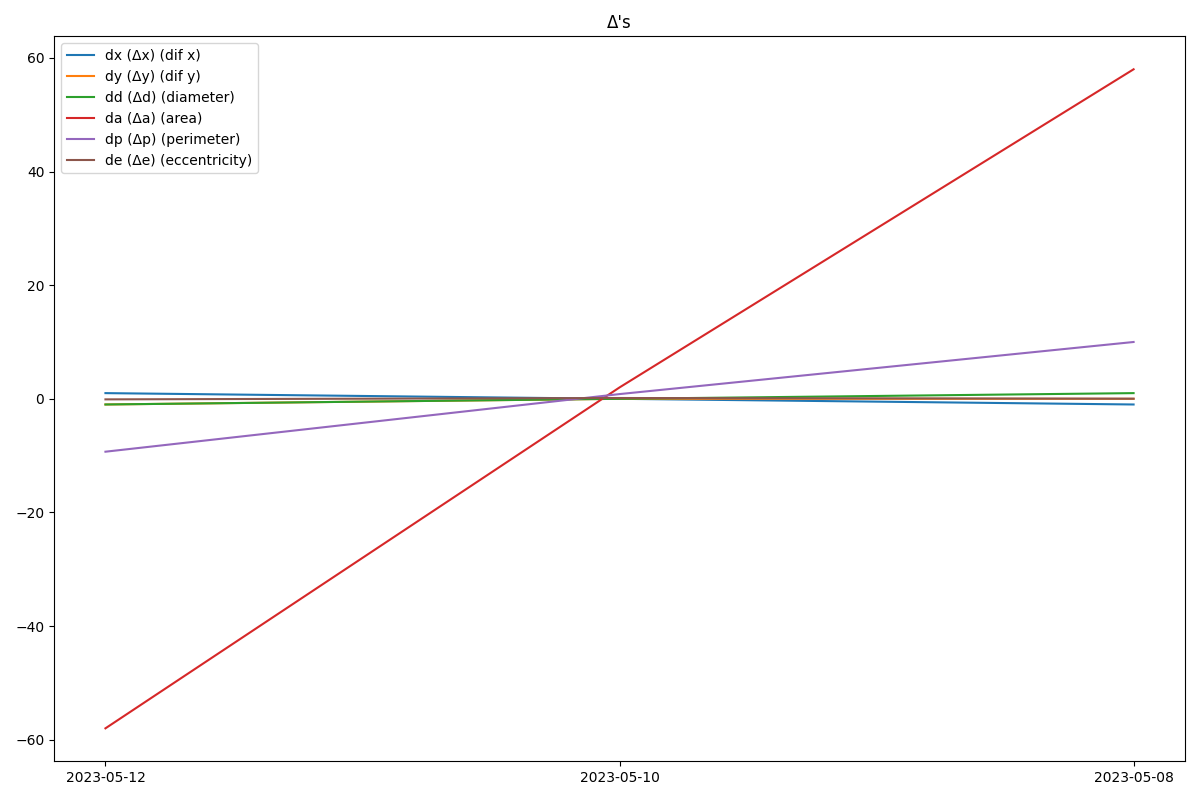 Δ's
dx (Δx) (dif x)
dy (Δy) (dif y)
dd (Δd) (diameter)
da (Δa) (area)
dp (Δp) (perimeter)
de (Δe) (eccentricity)
60
40
20
0
−20
−40
−60
2023-05-12 2023-05-10 2023-05-08